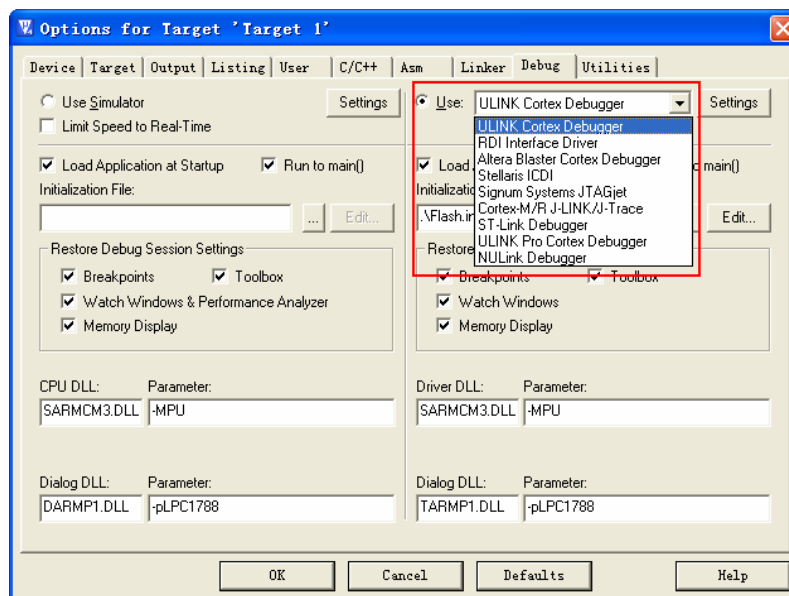 Options for Target 'Target 1'
Device Target Output Listing User C/C++ Asm Linker Debug Utilities
Use Simulator
Settings
Limit Speed to Real-Time
Load Application at Startup
Run to main()
Initialization File:
...
Edit...
Restore Debug Session Settings
Breakpoints
Toolbox
Watch Windows & Performance Analyzer
Memory Display
CPU DLL:
Parameter:
SARMCM3.DLL
-MPU
Dialog DLL:
Parameter:
DARMP1.DLL
-pLPC1788
Use:
ULINK Cortex Debugger
Settings
ULINK Cortex Debugger
RDI Interface Driver
Altera Blaster Cortex Debugger
Stellaris ICDI
Signum Systems JTAGjet
Cortex-M/R J-LINK/J-Trace
ST-Link Debugger
ULINK Pro Cortex Debugger
NULink Debugger
Load
main()
Edit...
Breakpoints
Toolbox
Watch Windows
Memory Display
Driver DLL:
Parameter:
SARMCM3.DLL
-MPU
Dialog DLL:
Parameter:
TARMP1.DLL
-pLPC1788
OK
Cancel
Defaults
Help